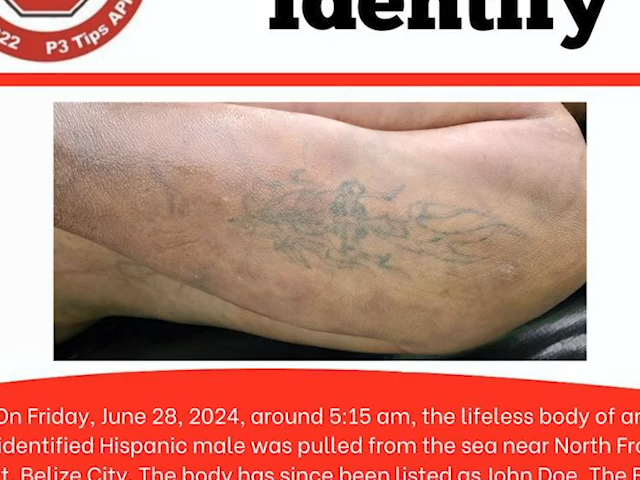 Identify
22 P3 Tips AP
On Friday, June 28, 2024, around 5:15 am, the lifeless body of an
identified Hispanic male was pulled from the sea near North Fro
t, Belize City. The body has since been listed as John Doe. The